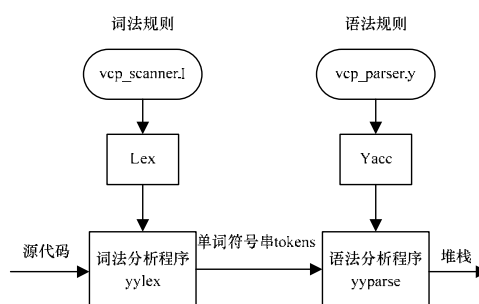 词法规则
语法规则
vcp_scanner.l
vcp_parser.y
Lex
Yacc
源代码
词法分析程序
yylex
单词符号串tokens
语法分析程序
yyparse
堆栈